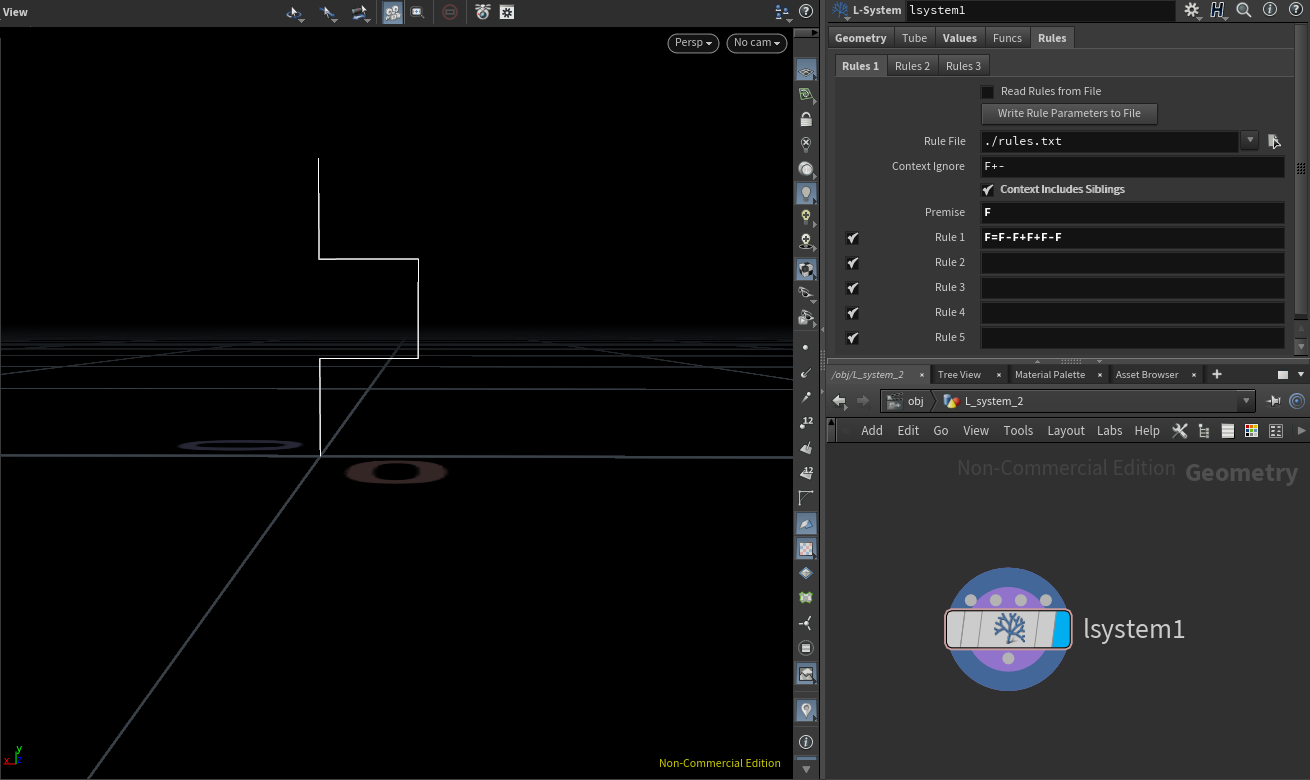 View
Persp No cam
L-System lsystem1
Geometry Tube Values Funcs Rules
Rules 1 Rules 2 Rules 3
Read Rules from File
Write Rule Parameters to File
Rule File ./rules.txt
Context Ignore F+-
Context Includes Siblings
Premise F
Rule 1 F=F-F+F+F-F
Rule 2
Rule 3
Rule 4
Rule 5
/obj/L_system_2 × Tree View × Material Palette × Asset Browser × +
obj L_system_2
Add Edit Go View Tools Layout Labs Help
Non-Commercial Edition Geometry
lsystem1
12
12
y
x z
Non-Commercial Edition